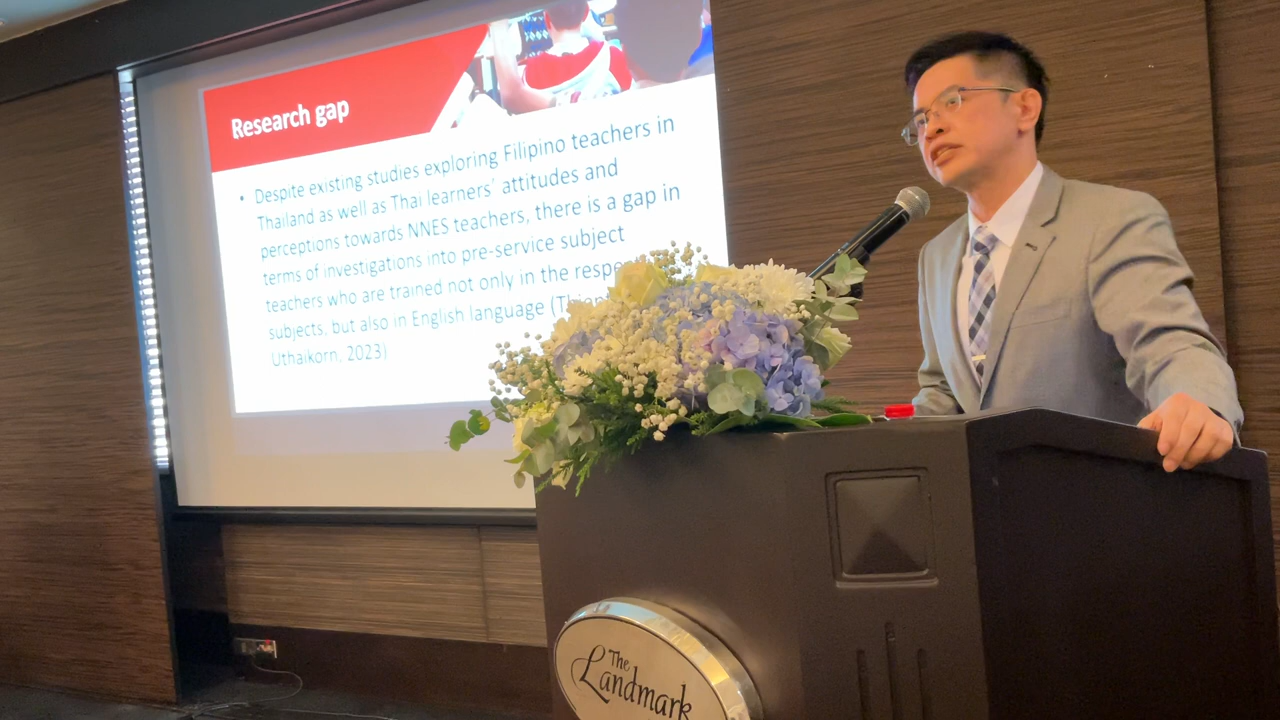 Research gap
• Despite existing studies exploring Filipino teachers in
Thailand as well as Thai learners' attitudes and
perceptions towards NNES teachers, there is a gap in
terms of investigations into pre-service subject
teachers who are trained not only in the
subjects, but also in English language
Uthaikorn, 2023)
The
Landmark